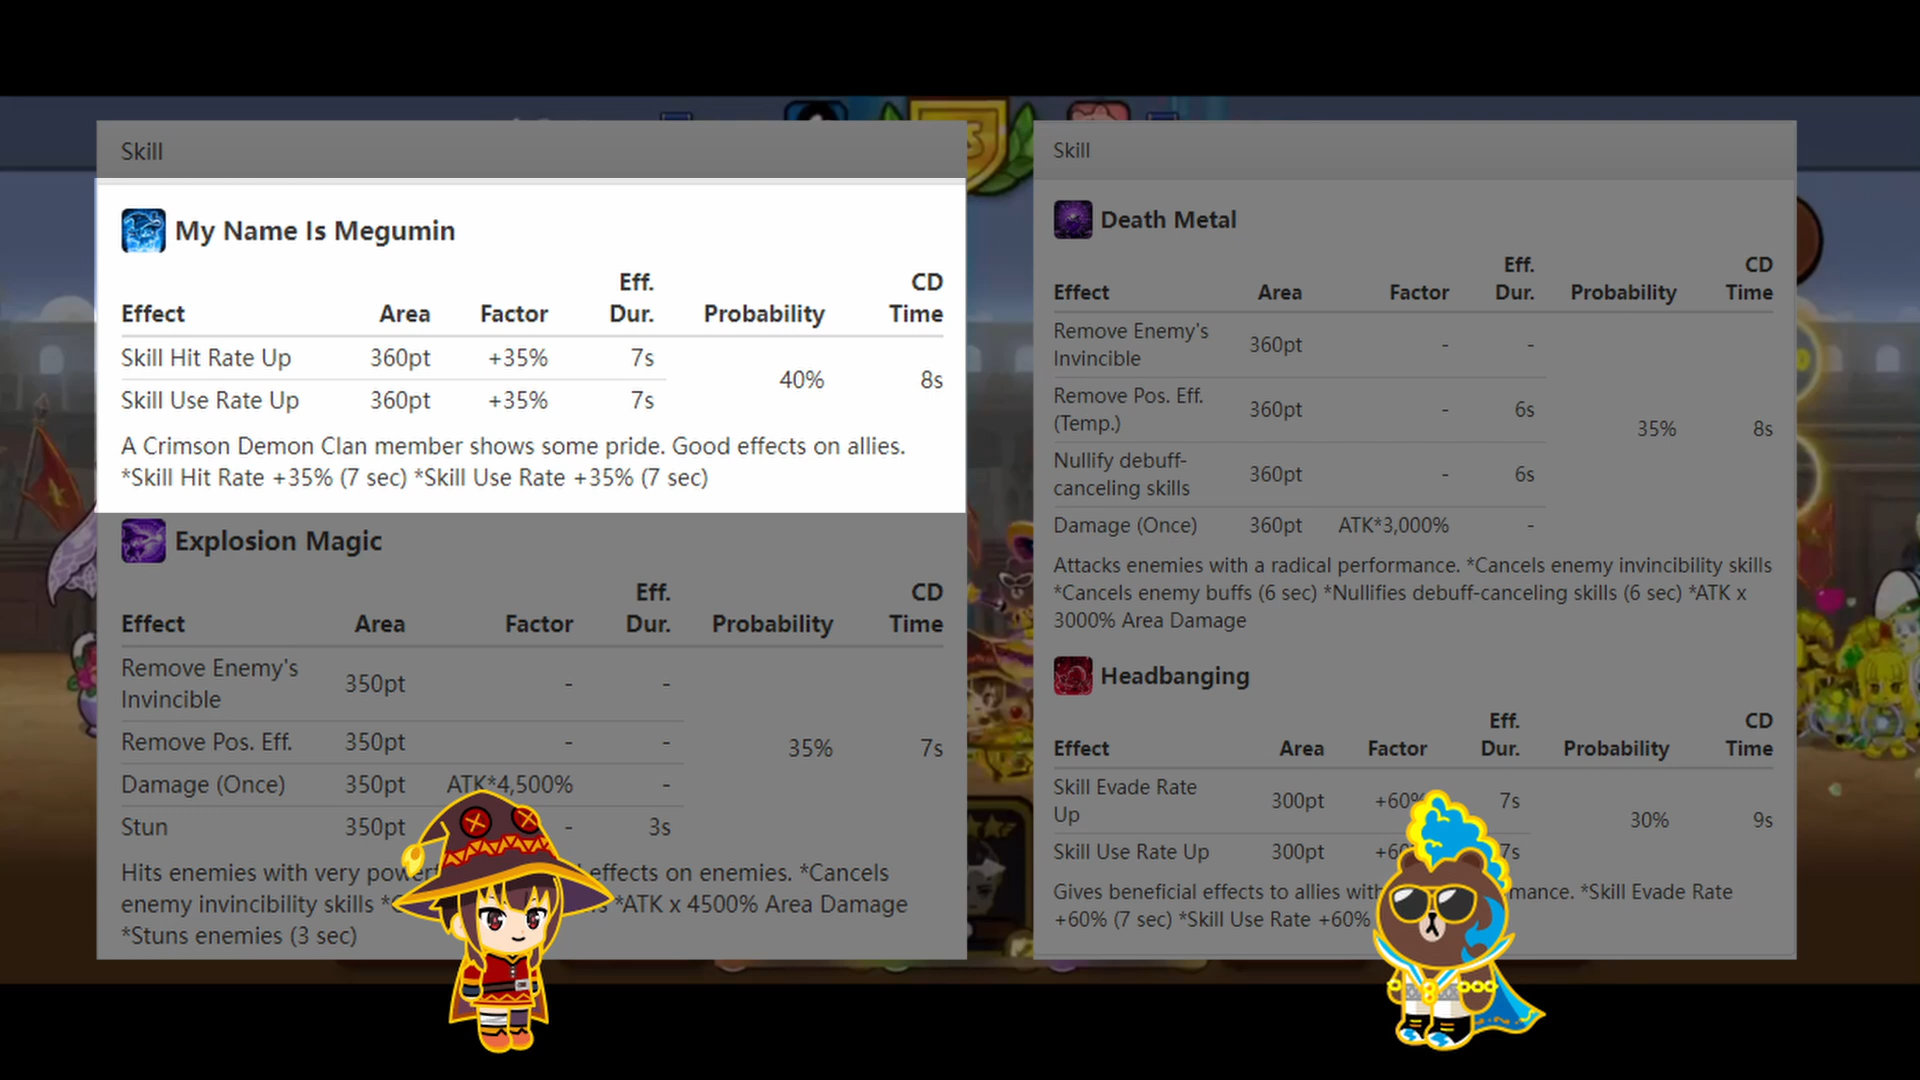 Skill
My Name Is Megumin
Effect Area Factor Eff. Dur. Probability CD Time
Skill Hit Rate Up 360pt +35% 7s 40% 8s
Skill Use Rate Up 360pt +35% 7s
A Crimson Demon Clan member shows some pride. Good effects on allies.
*Skill Hit Rate +35% (7 sec) *Skill Use Rate +35% (7 sec)
Explosion Magic
Effect Area Factor Eff. Dur. Probability CD Time
Remove Enemy's Invincible 350pt - - 35% 7s
Remove Pos. Eff. 350pt - -
Damage (Once) 350pt ATK*4,500% -
Stun 350pt - 3s
Hits enemies with very effects on enemies. *Cancels
enemy invincibility skills *ATK x 4500% Area Damage
*Stuns enemies (3 sec)
Skill
Death Metal
Effect Area Factor Eff. Dur. Probability CD Time
Remove Enemy's Invincible 360pt - - 35% 8s
Remove Pos. Eff. (Temp.) 360pt - 6s
Nullify debuff-canceling skills 360pt - 6s
Damage (Once) 360pt ATK*3,000% -
Attacks enemies with a radical performance. *Cancels enemy invincibility skills
*Cancels enemy buffs (6 sec) *Nullifies debuff-canceling skills (6 sec) *ATK x
3000% Area Damage
Headbanging
Effect Area Factor Eff. Dur. Probability CD Time
Skill Evade Rate Up 300pt +60% 7s 30% 9s
Skill Use Rate Up 300pt 7s
Gives beneficial effects to allies *Skill Evade Rate
+60% (7 sec) *Skill Use Rate +60%